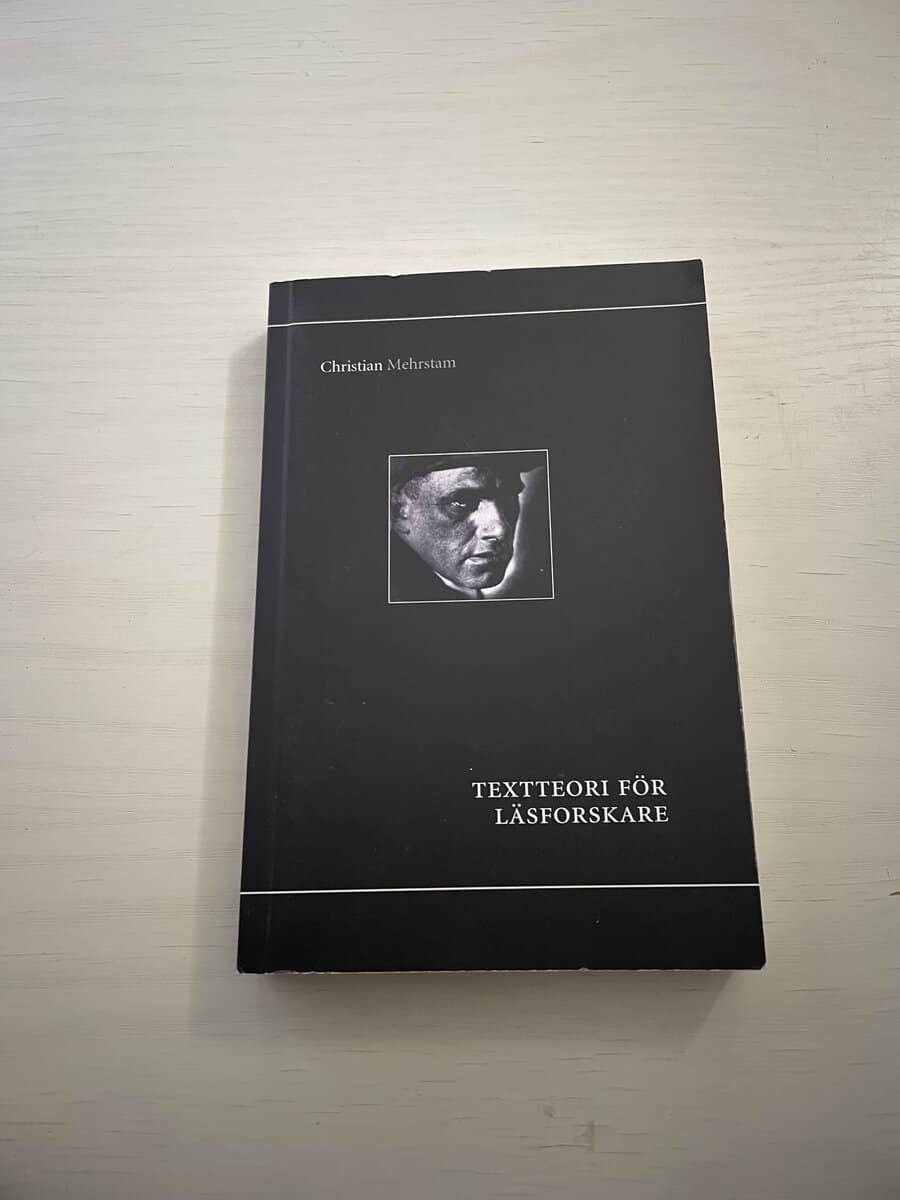 Christian Mehrstam
TEXTTEORI FÖR
LÄSFORSKARE